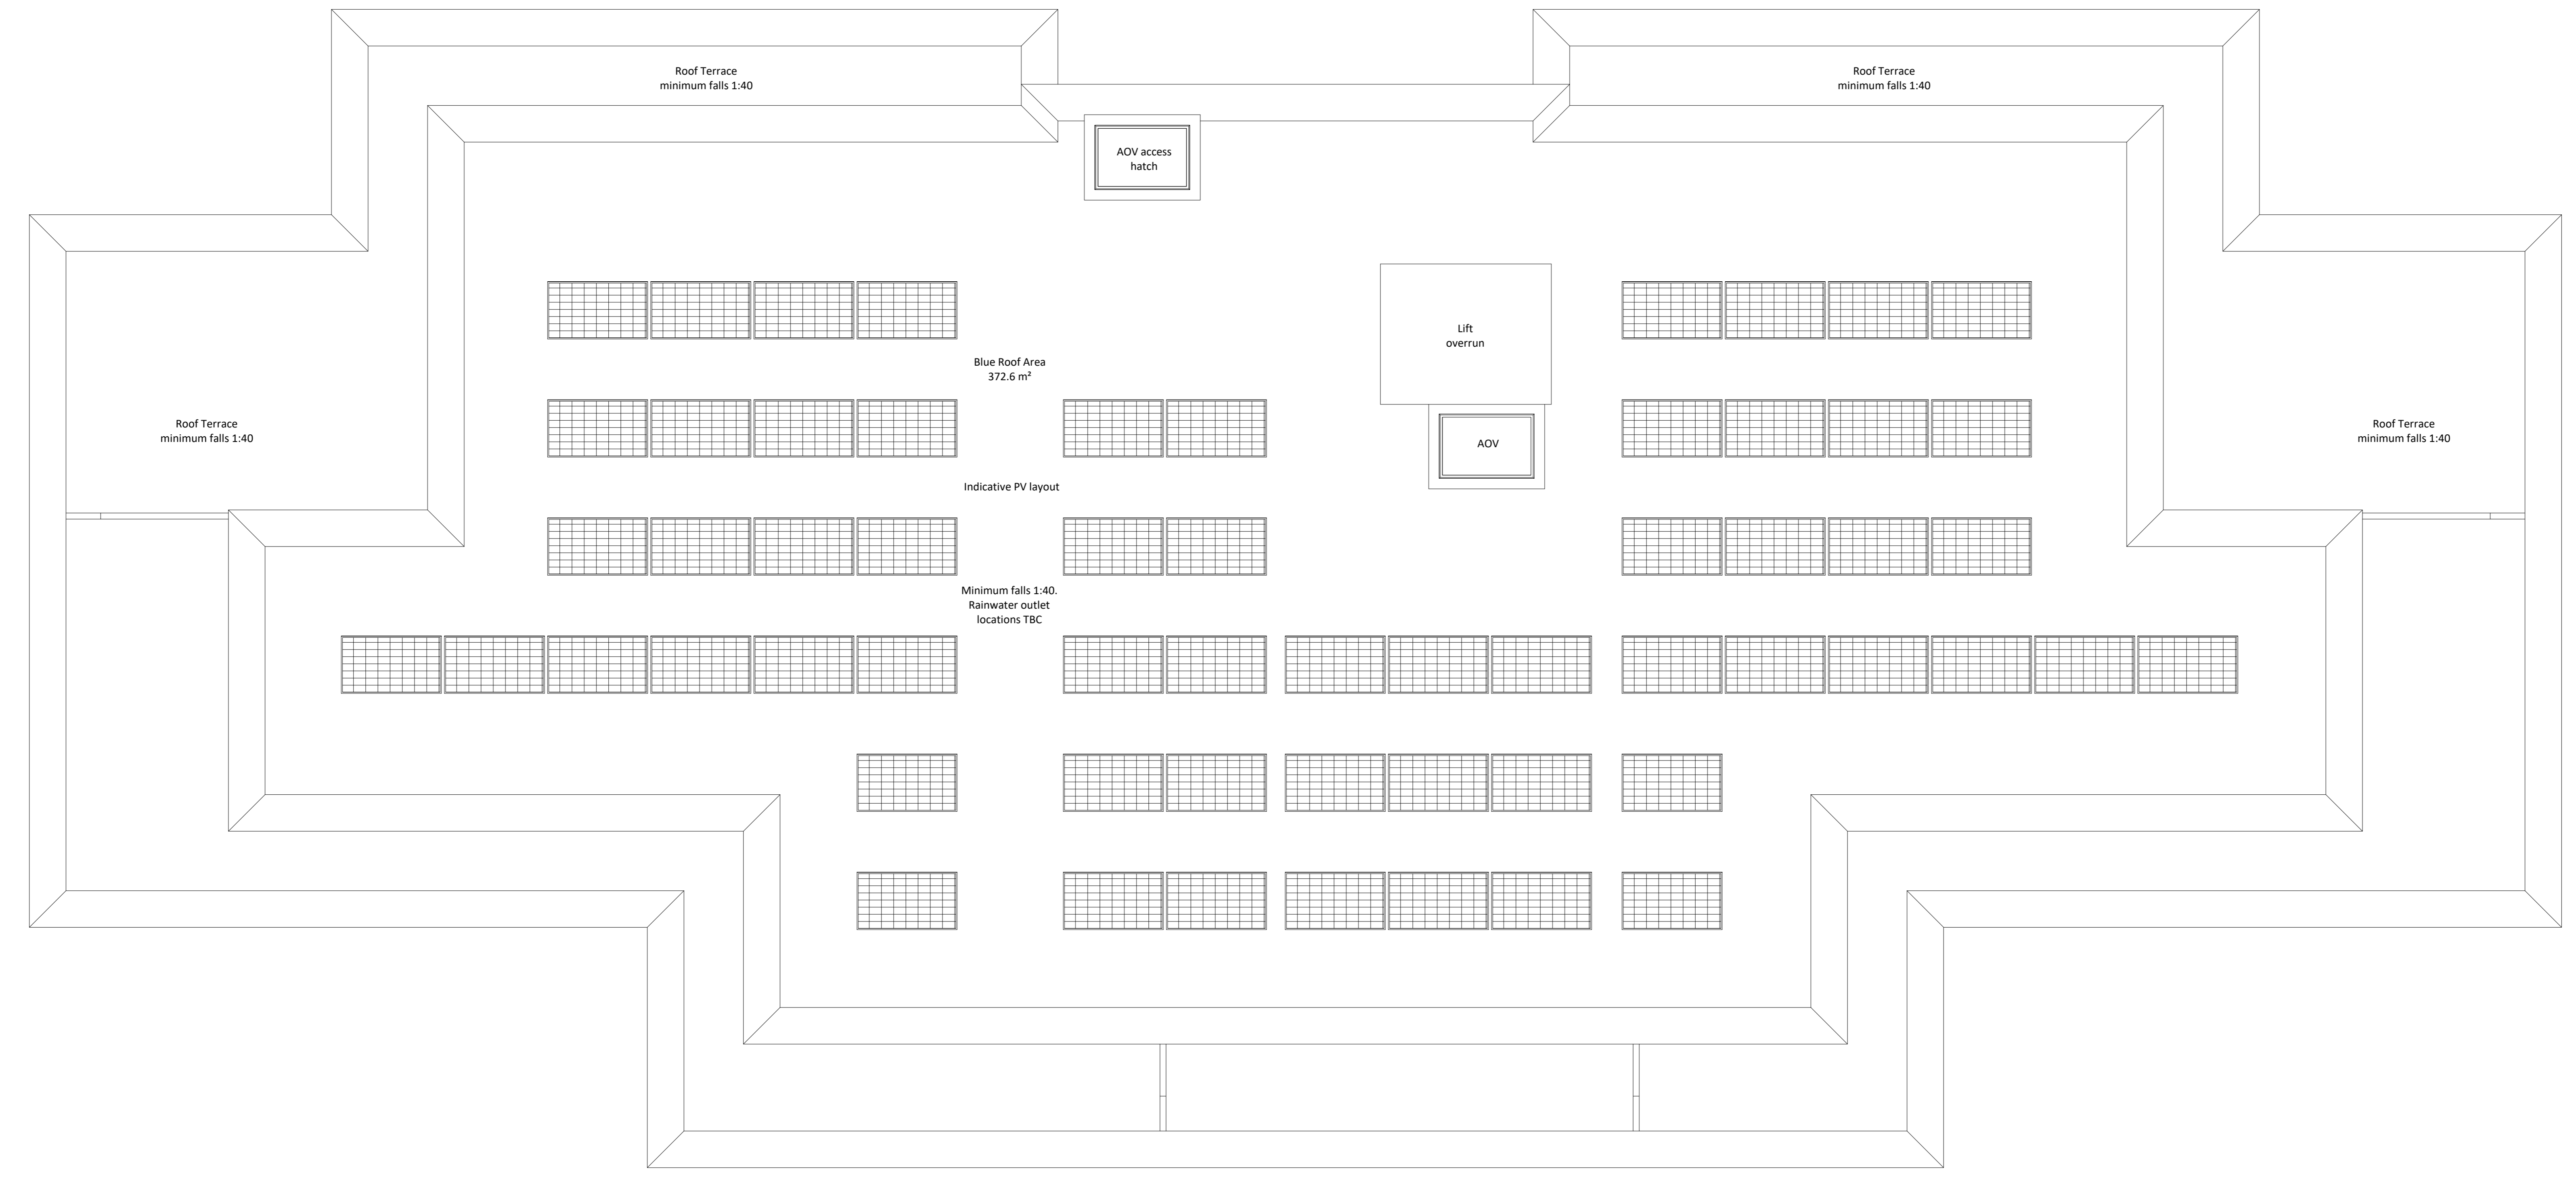 Roof Terrace
minimum falls 1:40
Roof Terrace
minimum falls 1:40
AOV access
hatch
Lift
overrun
Blue Roof Area
372.6 m²
Roof Terrace
minimum falls 1:40
AOV
Roof Terrace
minimum falls 1:40
Indicative PV layout
Minimum falls 1:40.
Rainwater outlet
locations TBC